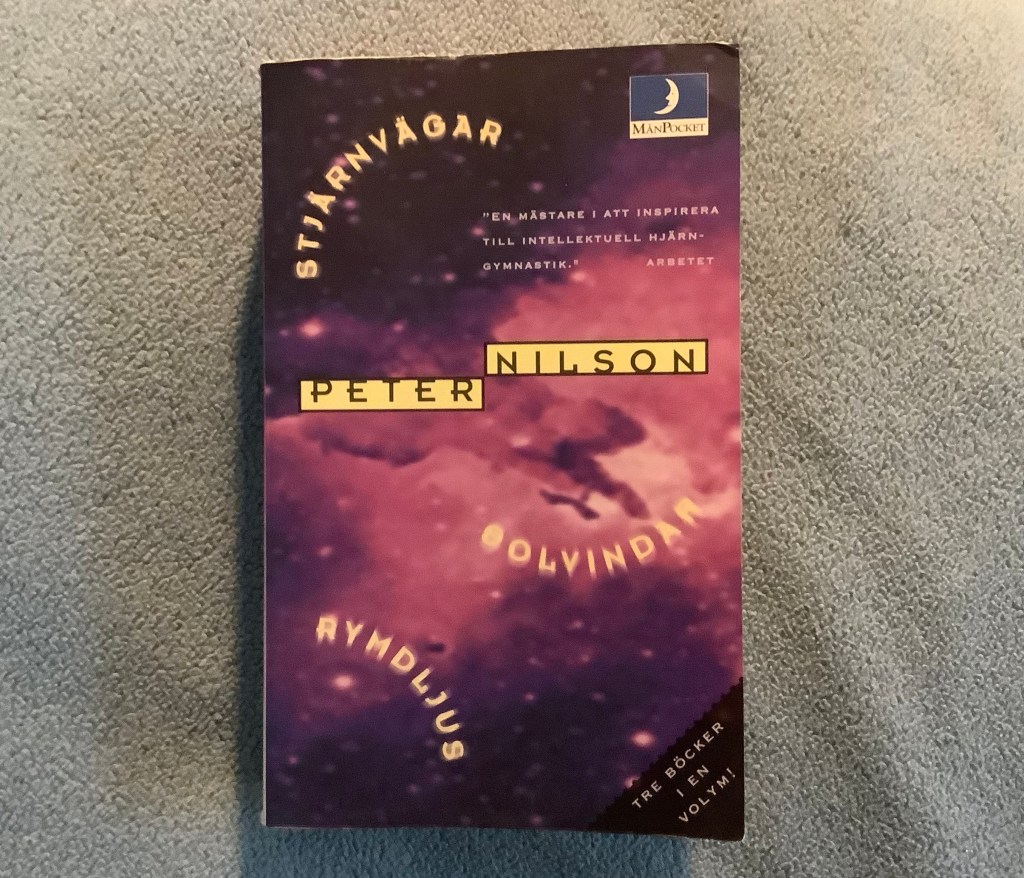 MÅNPOCKET
STJÄRNVÄGAR
"EN MÄSTARE I ATT INSPIRERA
TILL INTELLEKTUELL HJÄRN-
GYMNASTIK." ARBETET
PETER NILSON
SOLVINDAR
RYMDLJUS
TRE BÖCKER
I EN
VOLYM!